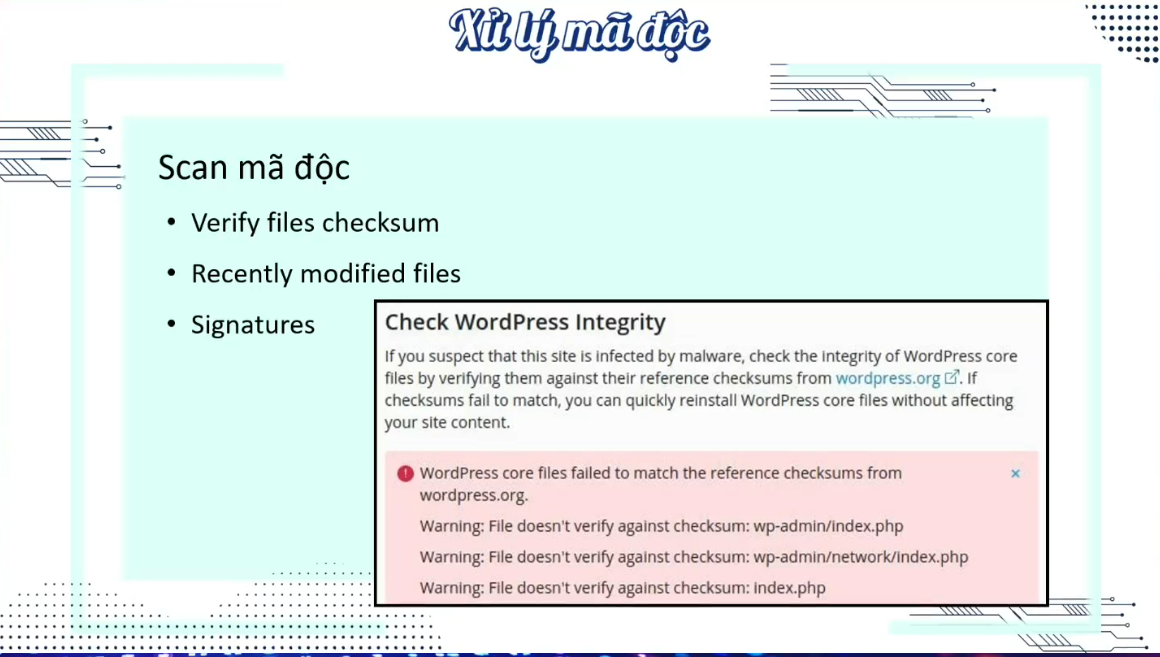 Xử lý mã độc
Scan mã độc
• Verify files checksum
• Recently modified files
• Signatures
Check WordPress Integrity
If you suspect that this site is infected by malware, check the integrity of WordPress core
files by verifying them against their reference checksums from wordpress.org. If
checksums fail to match, you can quickly reinstall WordPress core files without affecting
your site content.
WordPress core files failed to match the reference checksums from
wordpress.org.
Warning: File doesn't verify against checksum: wp-admin/index.php
Warning: File doesn't verify against checksum: wp-admin/network/index.php
Warning: File doesn't verify against checksum: index.php